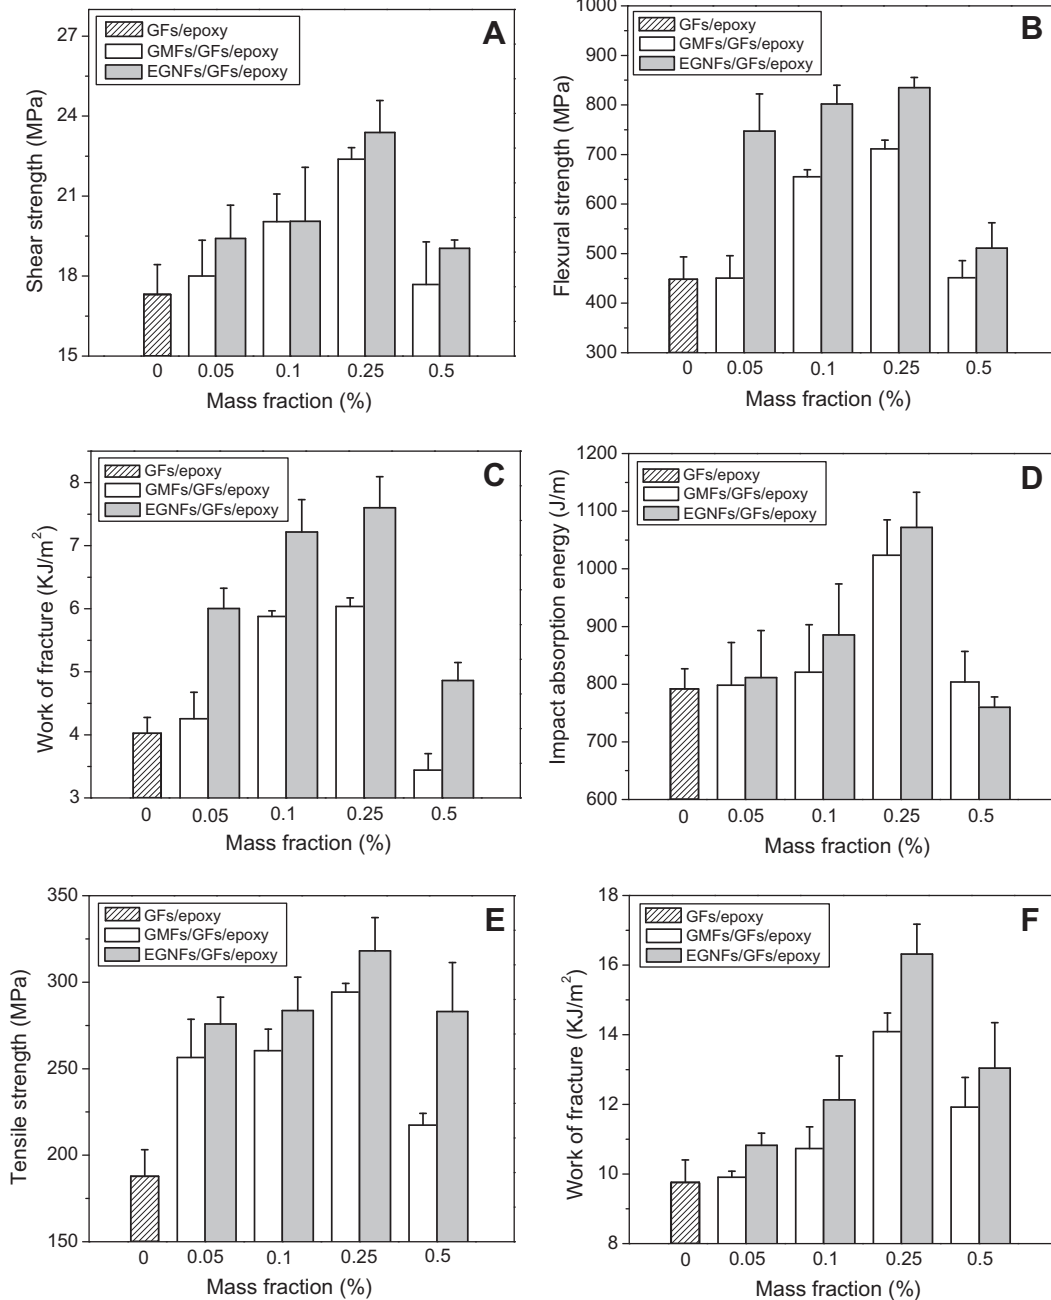 A
GFs/epoxy
GMFs/GFs/epoxy
EGNFs/GFs/epoxy
Shear strength (MPa)
27
24
21
18
15
0 0.05 0.1 0.25 0.5
Mass fraction (%)
B
GFs/epoxy
GMFs/GFs/epoxy
EGNFs/GFs/epoxy
Flexural strength (MPa)
1000
900
800
700
600
500
400
300
0 0.05 0.1 0.25 0.5
Mass fraction (%)
C
GFs/epoxy
GMFs/GFs/epoxy
EGNFs/GFs/epoxy
Work of fracture (KJ/m²)
8
7
6
5
4
3
0 0.05 0.1 0.25 0.5
Mass fraction (%)
D
GFs/epoxy
GMFs/GFs/epoxy
EGNFs/GFs/epoxy
Impact absorption energy (J/m)
1200
1100
1000
900
800
700
600
0 0.05 0.1 0.25 0.5
Mass fraction (%)
E
GFs/epoxy
GMFs/GFs/epoxy
EGNFs/GFs/epoxy
Tensile strength (MPa)
350
300
250
200
150
0 0.05 0.1 0.25 0.5
Mass fraction (%)
F
GFs/epoxy
GMFs/GFs/epoxy
EGNFs/GFs/epoxy
Work of fracture (KJ/m²)
18
16
14
12
10
8
0 0.05 0.1 0.25 0.5
Mass fraction (%)